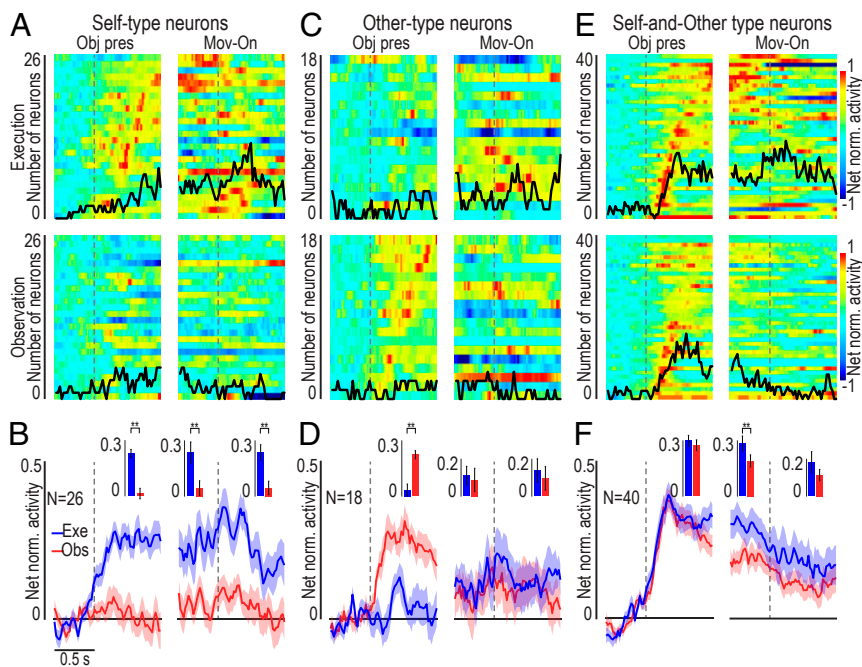 A Self-type neurons
Obj pres Mov-On
Execution
Number of neurons
26
0
Observation
Number of neurons
26
0
C Other-type neurons
Obj pres Mov-On
18
Number of neurons
0
18
Number of neurons
0
E Self-and-Other type neurons
Obj pres Mov-On
40
Number of neurons
0
1
Net norm. activity
-1
40
Number of neurons
0
1
Net norm. activity
-1
B
0.5
Net norm. activity
0
N=26
Exe
Obs
0.5 s
0.3 ** 0
0.3 ** 0
0.3 ** 0
D
0.5
Net norm. activity
0
N=18
0.3 ** 0
0.2 0
0.2 0
F
0.5
Net norm. activity
0
N=40
0.3 0
0.3 ** 0
0.2 0